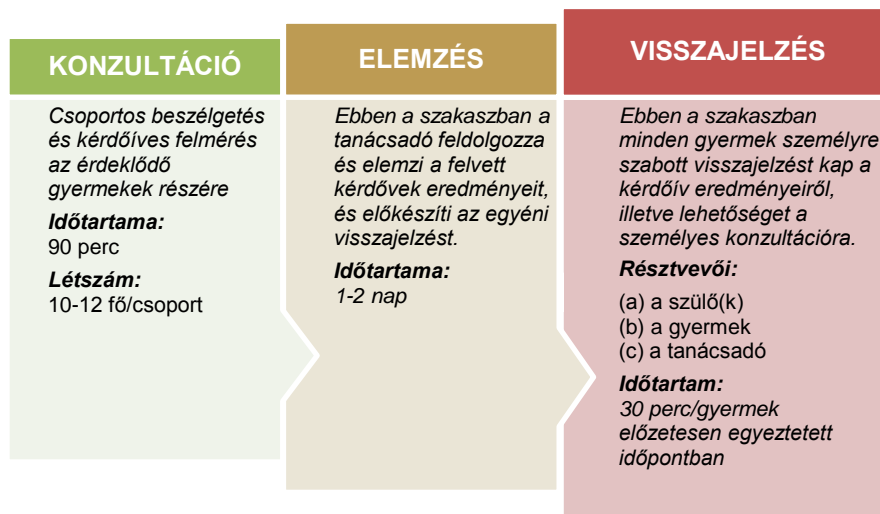 KONZULTÁCIÓ
Csoportos beszélgetés
és kérdőíves felmérés
az érdeklődő
gyermekek részére
Időtartama:
90 perc
Létszám:
10-12 fő/csoport
ELEMZÉS
Ebben a szakaszban a
tanácsadó feldolgozza
és elemzi a felvett
kérdővek eredményeit,
és előkészíti az egyéni
visszajelzést.
Időtartama:
1-2 nap
VISSZAJELZÉS
Ebben a szakaszban
minden gyermek személyre
szabott visszajelzést kap a
kérdőív eredményeiről,
illetve lehetőséget a
személyes konzultációra.
Résztvevői:
(a) a szülő(k)
(b) a gyermek
(c) a tanácsadó
Időtartam:
30 perc/gyermek
előzetesen egyeztetett
időpontban